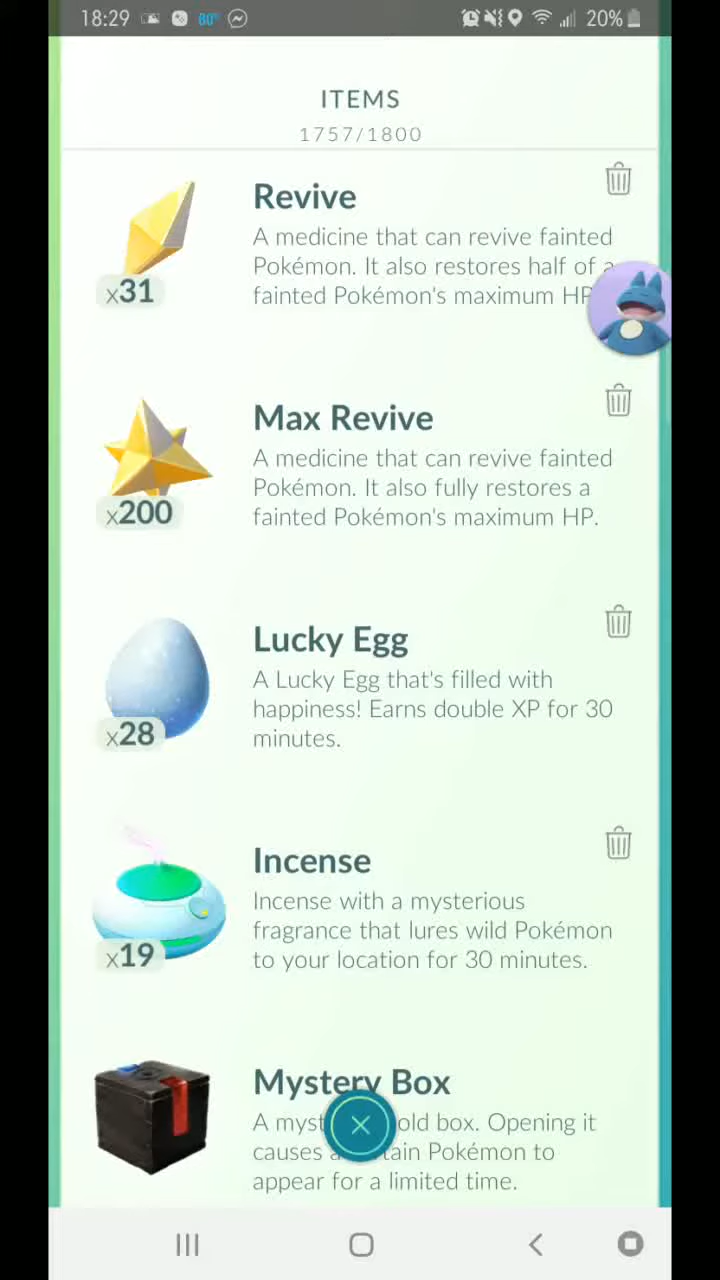 18:29 80° 20%
ITEMS
1757/1800
Revive
A medicine that can revive fainted
Pokémon. It also restores half of a
fainted Pokémon's maximum HP
x31
Max Revive
A medicine that can revive fainted
Pokémon. It also fully restores a
fainted Pokémon's maximum HP.
x200
Lucky Egg
A Lucky Egg that's filled with
happiness! Earns double XP for 30
minutes.
x28
Incense
Incense with a mysterious
fragrance that lures wild Pokémon
to your location for 30 minutes.
x19
Mystery Box
A myst old box. Opening it
causes a tain Pokémon to
appear for a limited time.